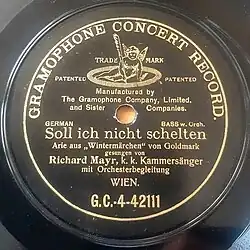 GRAMOPHONE CONCERT RECORD.
TRADE MARK
PATENTED PATENTED
Manufactured by
The Gramophone Company, Limited.
and Sister Companies.
GERMAN BASS w. Orch.
Soll ich nicht schelten
Arie aus „Wintermärchen" von Goldmark
gesungen von
Richard Mayr, k. k. Kammersänger
mit Orchesterbegleitung
WIEN.
G.C.-4-42111